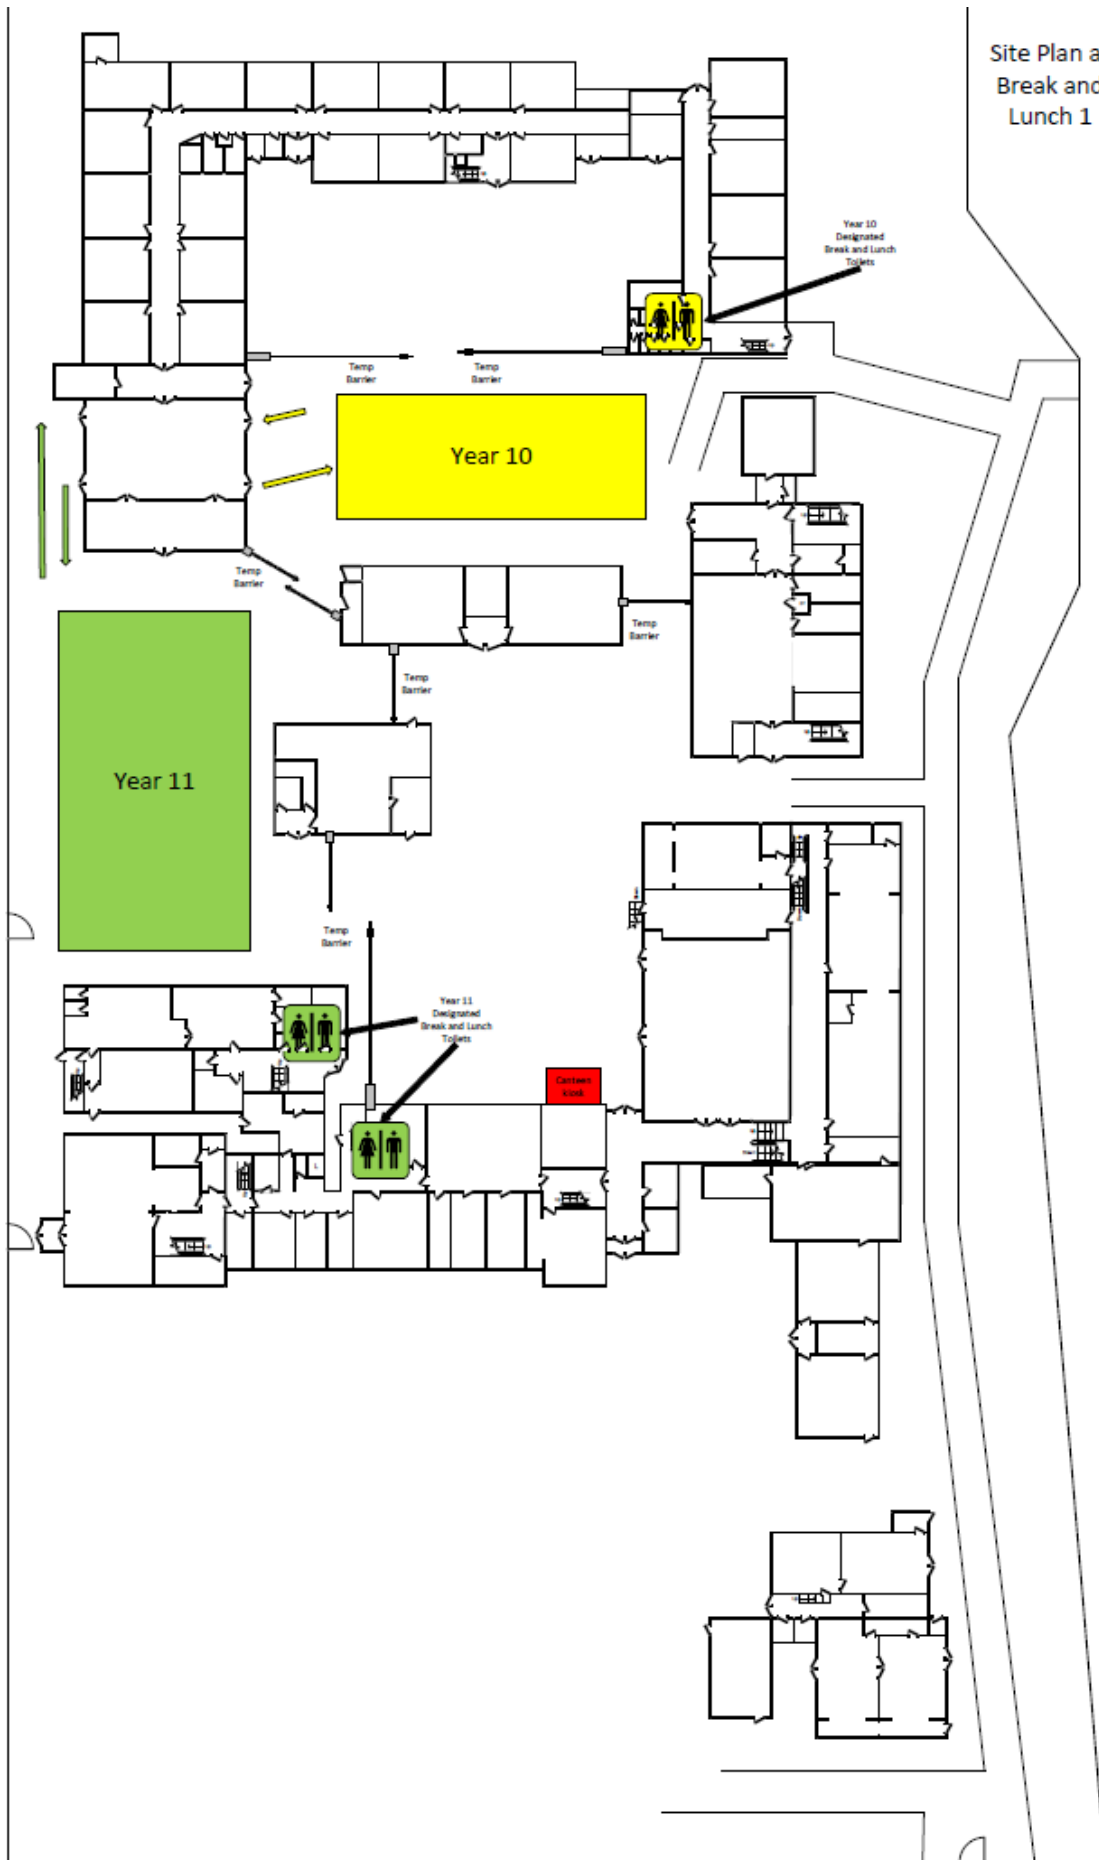 Site Plan a
Break and
Lunch 1
Year 10
Designated
Break and Lunch
Toilets
Temp
Barrier
Temp
Barrier
Year 10
Temp
Barrier
Temp
Barrier
Temp
Barrier
Year 11
Temp
Barrier
Year 11
Designated
Break and Lunch
Toilets
Canteen
kiosk